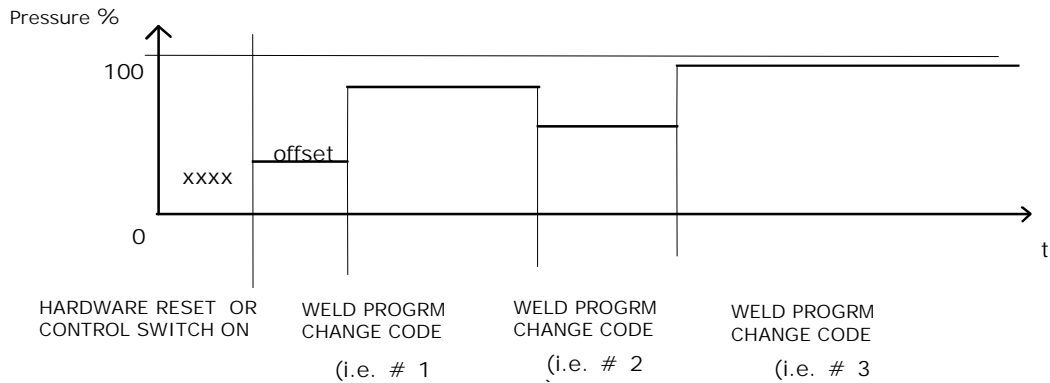 Pressure %
100
offset
xxxx
0
t
HARDWARE RESET OR
CONTROL SWITCH ON
WELD PROGRM
CHANGE CODE
(i.e. # 1
WELD PROGRM
CHANGE CODE
(i.e. # 2
WELD PROGRM
CHANGE CODE
(i.e. # 3